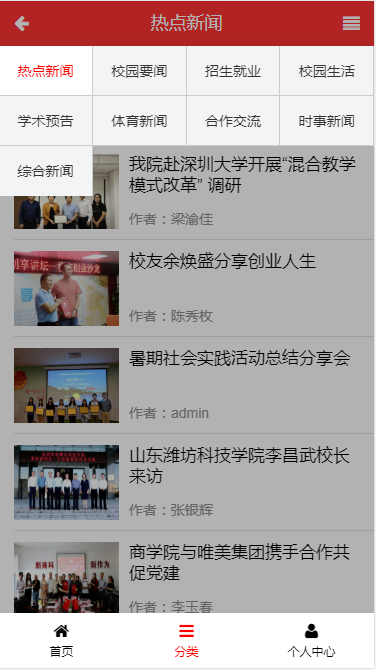 热点新闻
热点新闻 校园要闻 招生就业 校园生活
学术预告 体育新闻 合作交流 时事新闻
综合新闻
我院赴深圳大学开展“混合教学
模式改革” 调研
作者：梁渝佳
校友余焕盛分享创业人生
作者：陈秀枚
暑期社会实践活动总结分享会
作者：admin
山东潍坊科技学院李昌武校长
来访
作者：张银辉
商学院与唯美集团携手合作共
促党建
作者：李玉春
新商科 新作为
首页 分类 个人中心